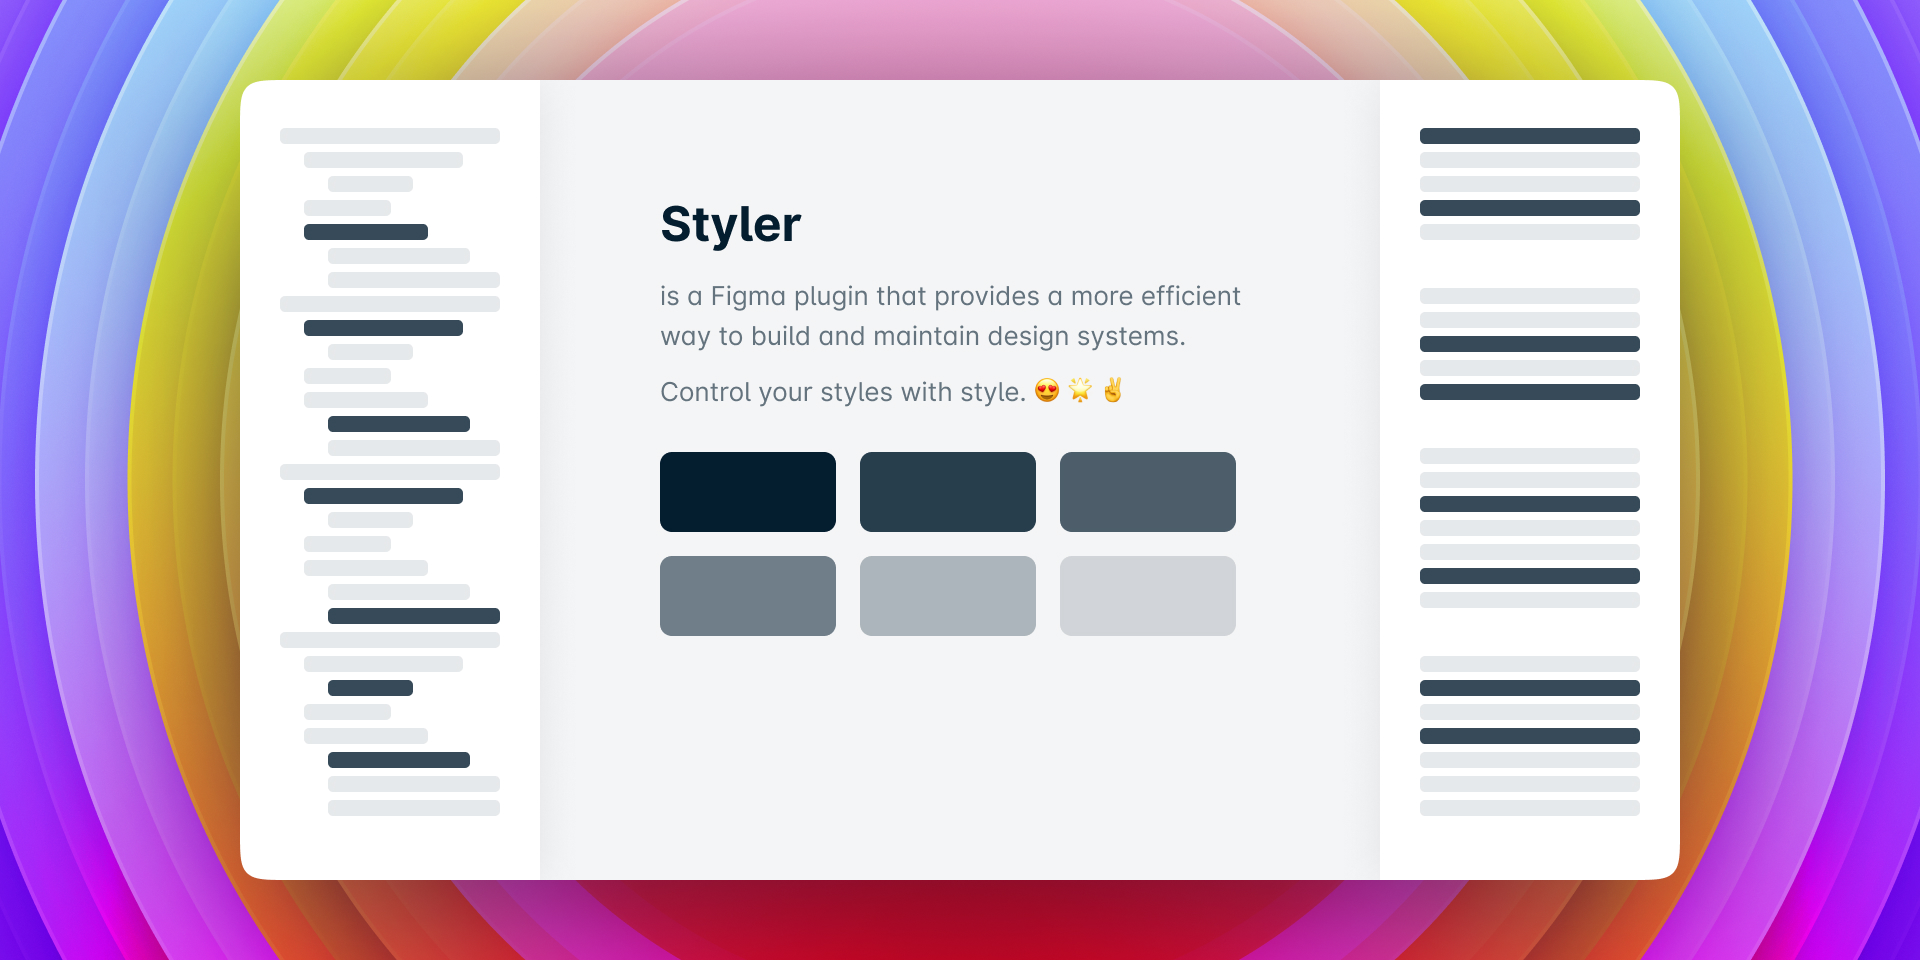 Styler
is a Figma plugin that provides a more efficient
way to build and maintain design systems.
Control your styles with style. 😍 🌟 ✌️